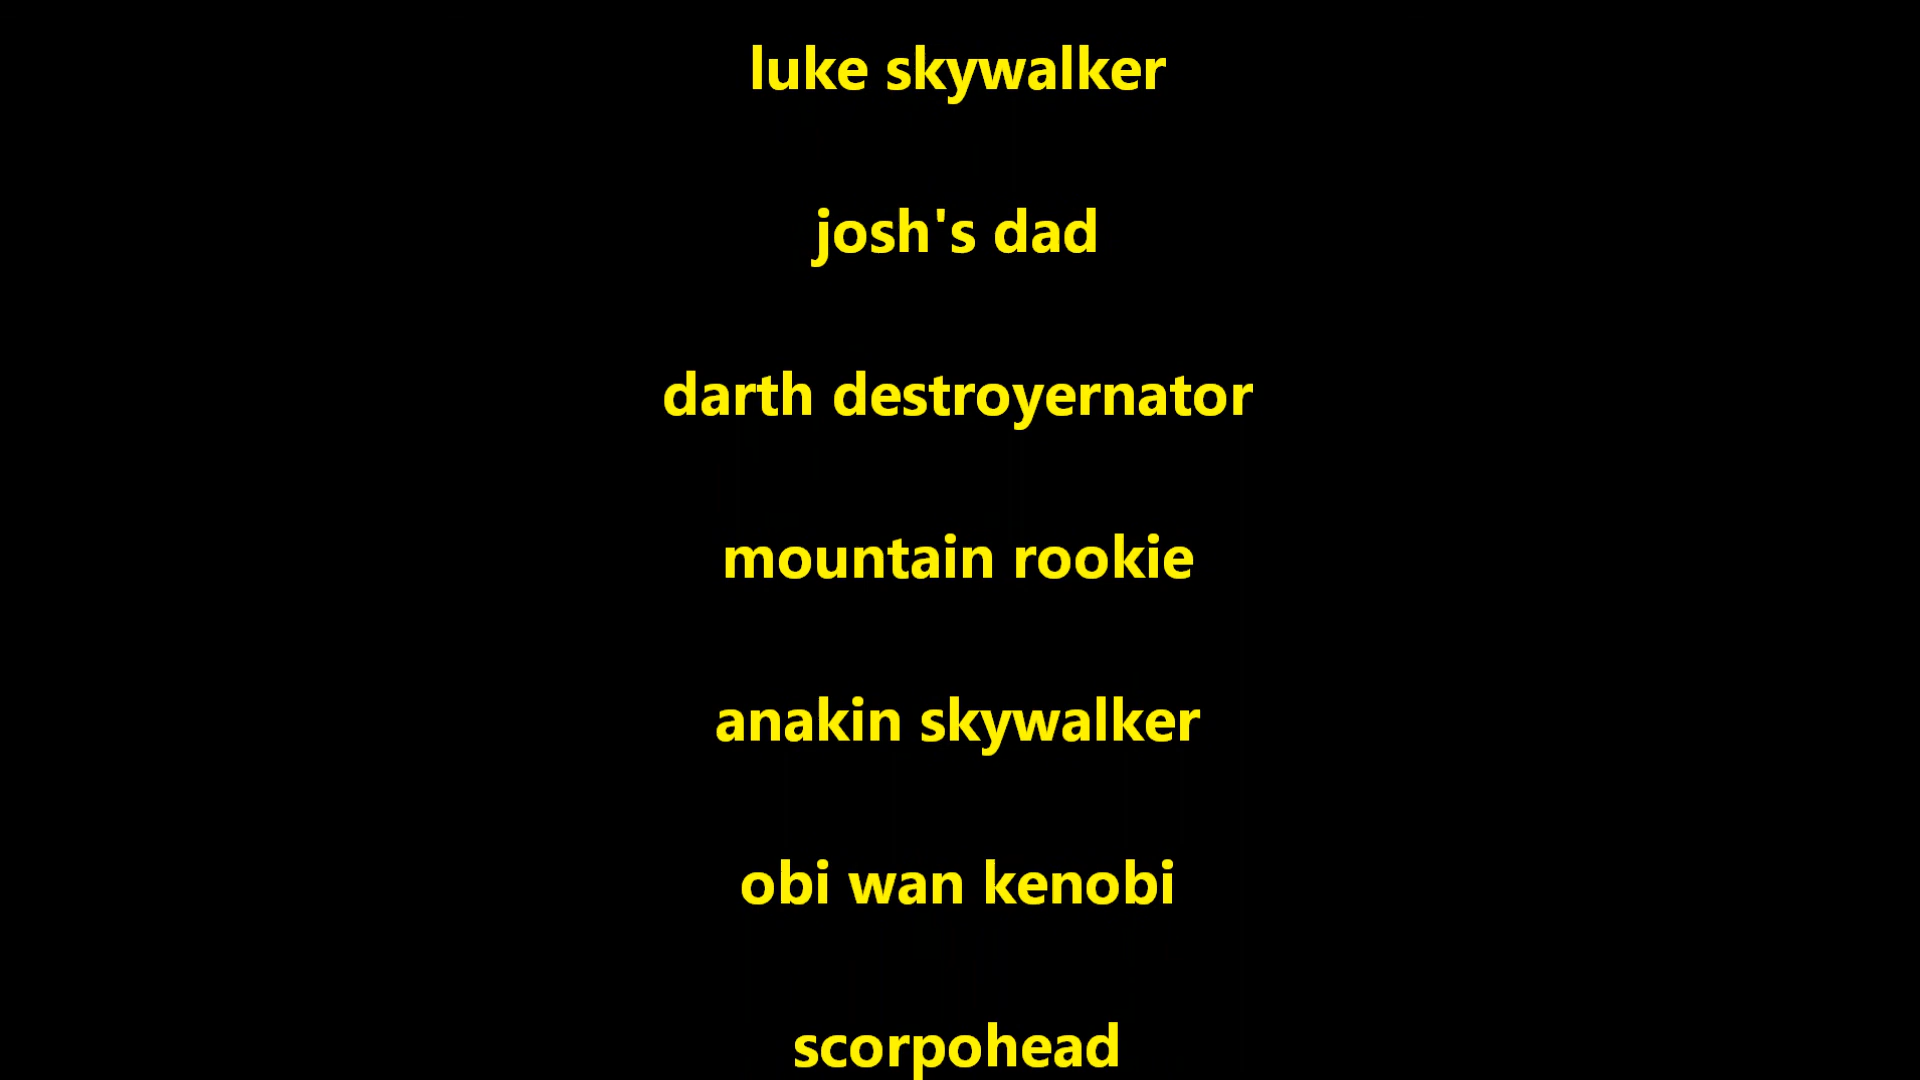 luke skywalker
josh's dad
darth destroyernator
mountain rookie
anakin skywalker
obi wan kenobi
scorpohead